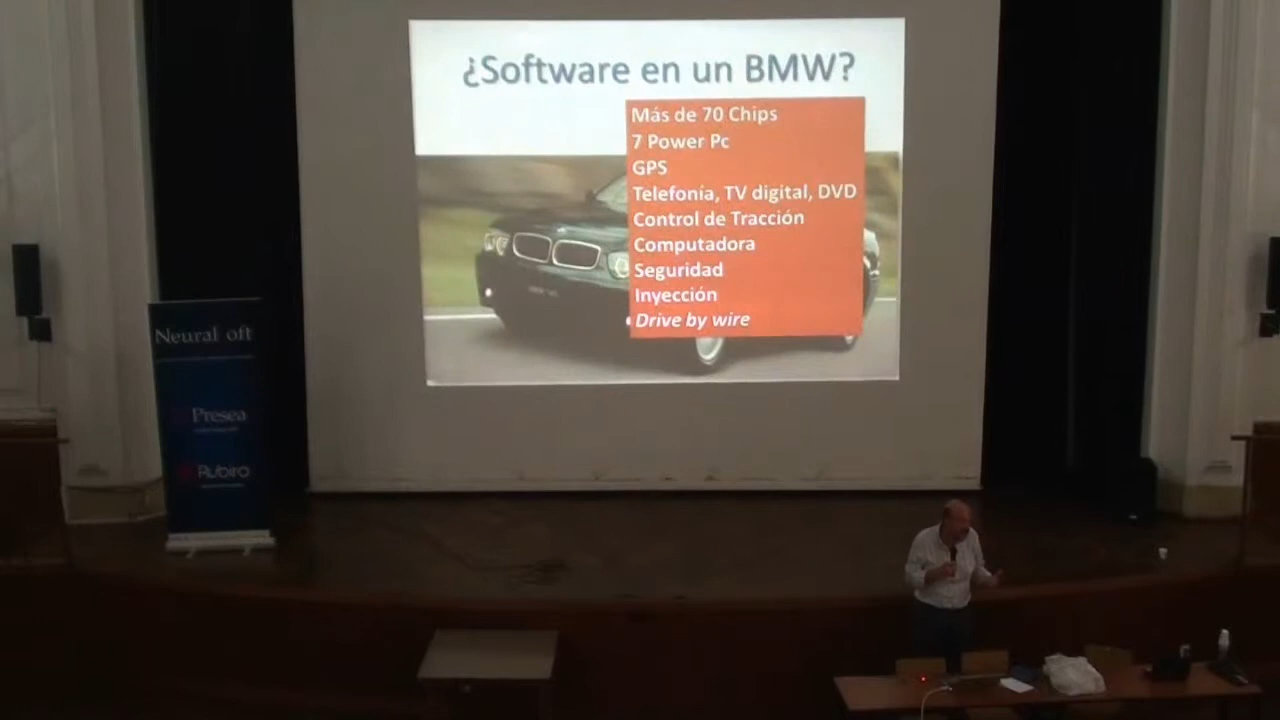 ¿Software en un BMW?
Más de 70 Chips
7 Power Pc
GPS
Telefonía, TV digital, DVD
Control de Tracción
Computadora
Seguridad
Inyección
Drive by wire
Neural oft
Presea
Rubiro